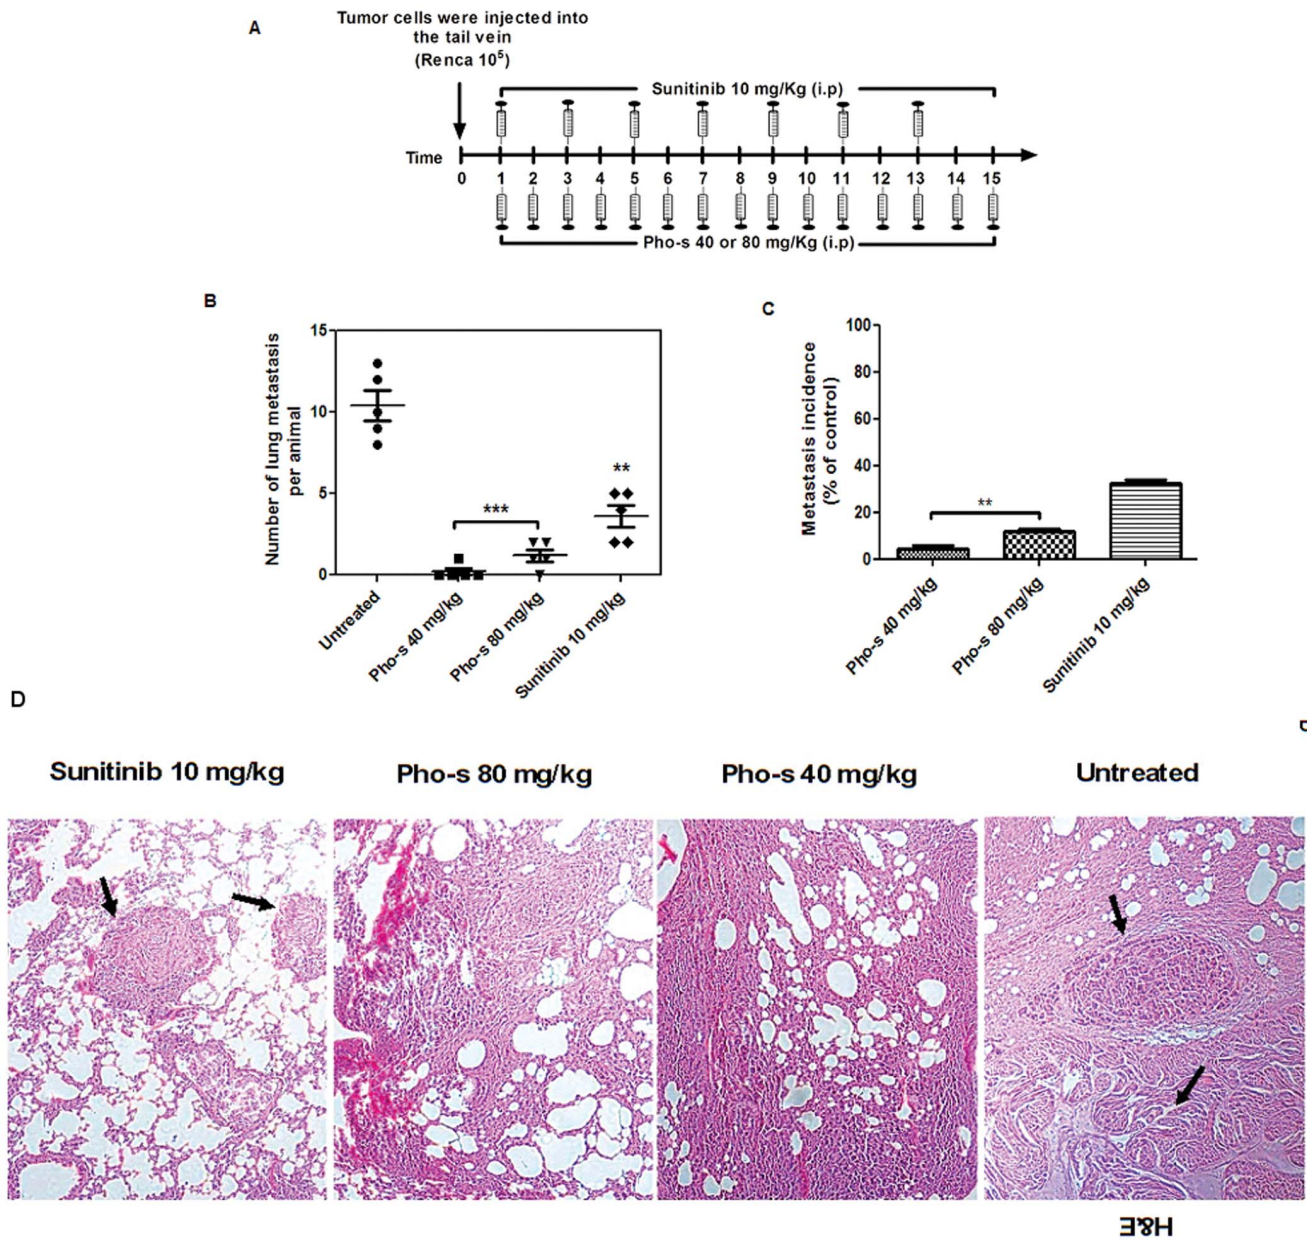 A
Tumor cells were injected into
the tail vein
(Renca 10⁵)
Sunitinib 10 mg/Kg (i.p)
Time
0 1 2 3 4 5 6 7 8 9 10 11 12 13 14 15
Pho-s 40 or 80 mg/Kg (i.p)
B
Number of lung metastasis
per animal
15
10
5
0
***
**
Untreated
Pho-s 40 mg/kg
Pho-s 80 mg/kg
Sunitinib 10 mg/kg
C
Metastasis incidence
(% of control)
100
80
60
40
20
0
**
Pho-s 40 mg/kg
Pho-s 80 mg/kg
Sunitinib 10 mg/kg
D
Sunitinib 10 mg/kg
Pho-s 80 mg/kg
Pho-s 40 mg/kg
Untreated
H&E